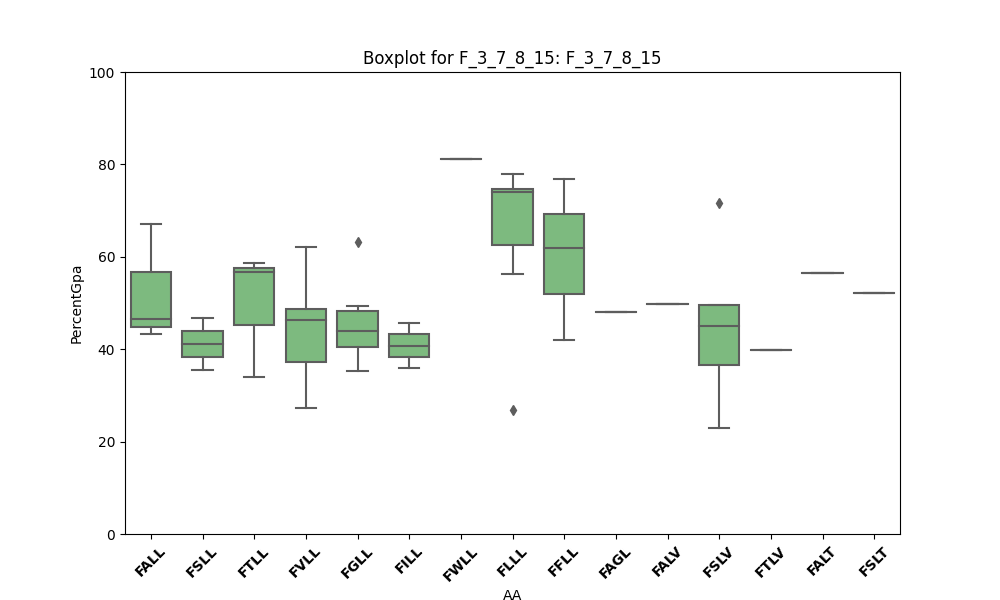 Boxplot for F_3_7_8_15: F_3_7_8_15
PercentGpa
100
80
60
40
20
0
FALL
FSLL
FTLL
FVLL
FGLL
FILL
FWLL
FLLL
FFLL
FAGL
FALV
FSLV
FTLV
FALT
FSLT
AA